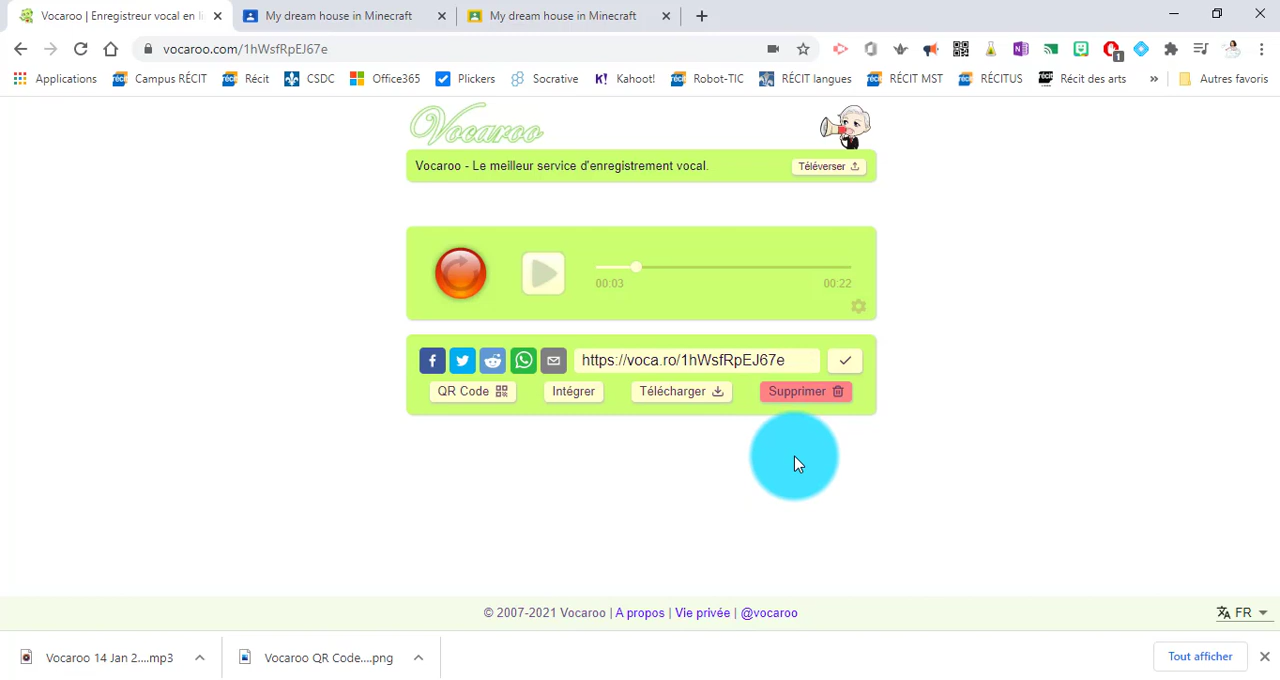 Vocaroo | Enregistreur vocal en li
My dream house in Minecraft
My dream house in Minecraft
vocaroo.com/1hWsfRpEJ67e
1
Applications
Campus RÉCIT
Récit
CSDC
Office365
Plickers
Socrative
K! Kahoot!
Robot-TIC
RÉCIT langues
RÉCIT MST
RÉCITUS
Récit des arts
»
Autres favoris
Vocaroo
Vocaroo - Le meilleur service d'enregistrement vocal.
Téléverser
00:03
00:22
https://voca.ro/1hWsfRpEJ67e
QR Code
Intégrer
Télécharger
Supprimer
© 2007-2021 Vocaroo | A propos | Vie privée | @vocaroo
FR
Vocaroo 14 Jan 2....mp3
Vocaroo QR Code....png
Tout afficher